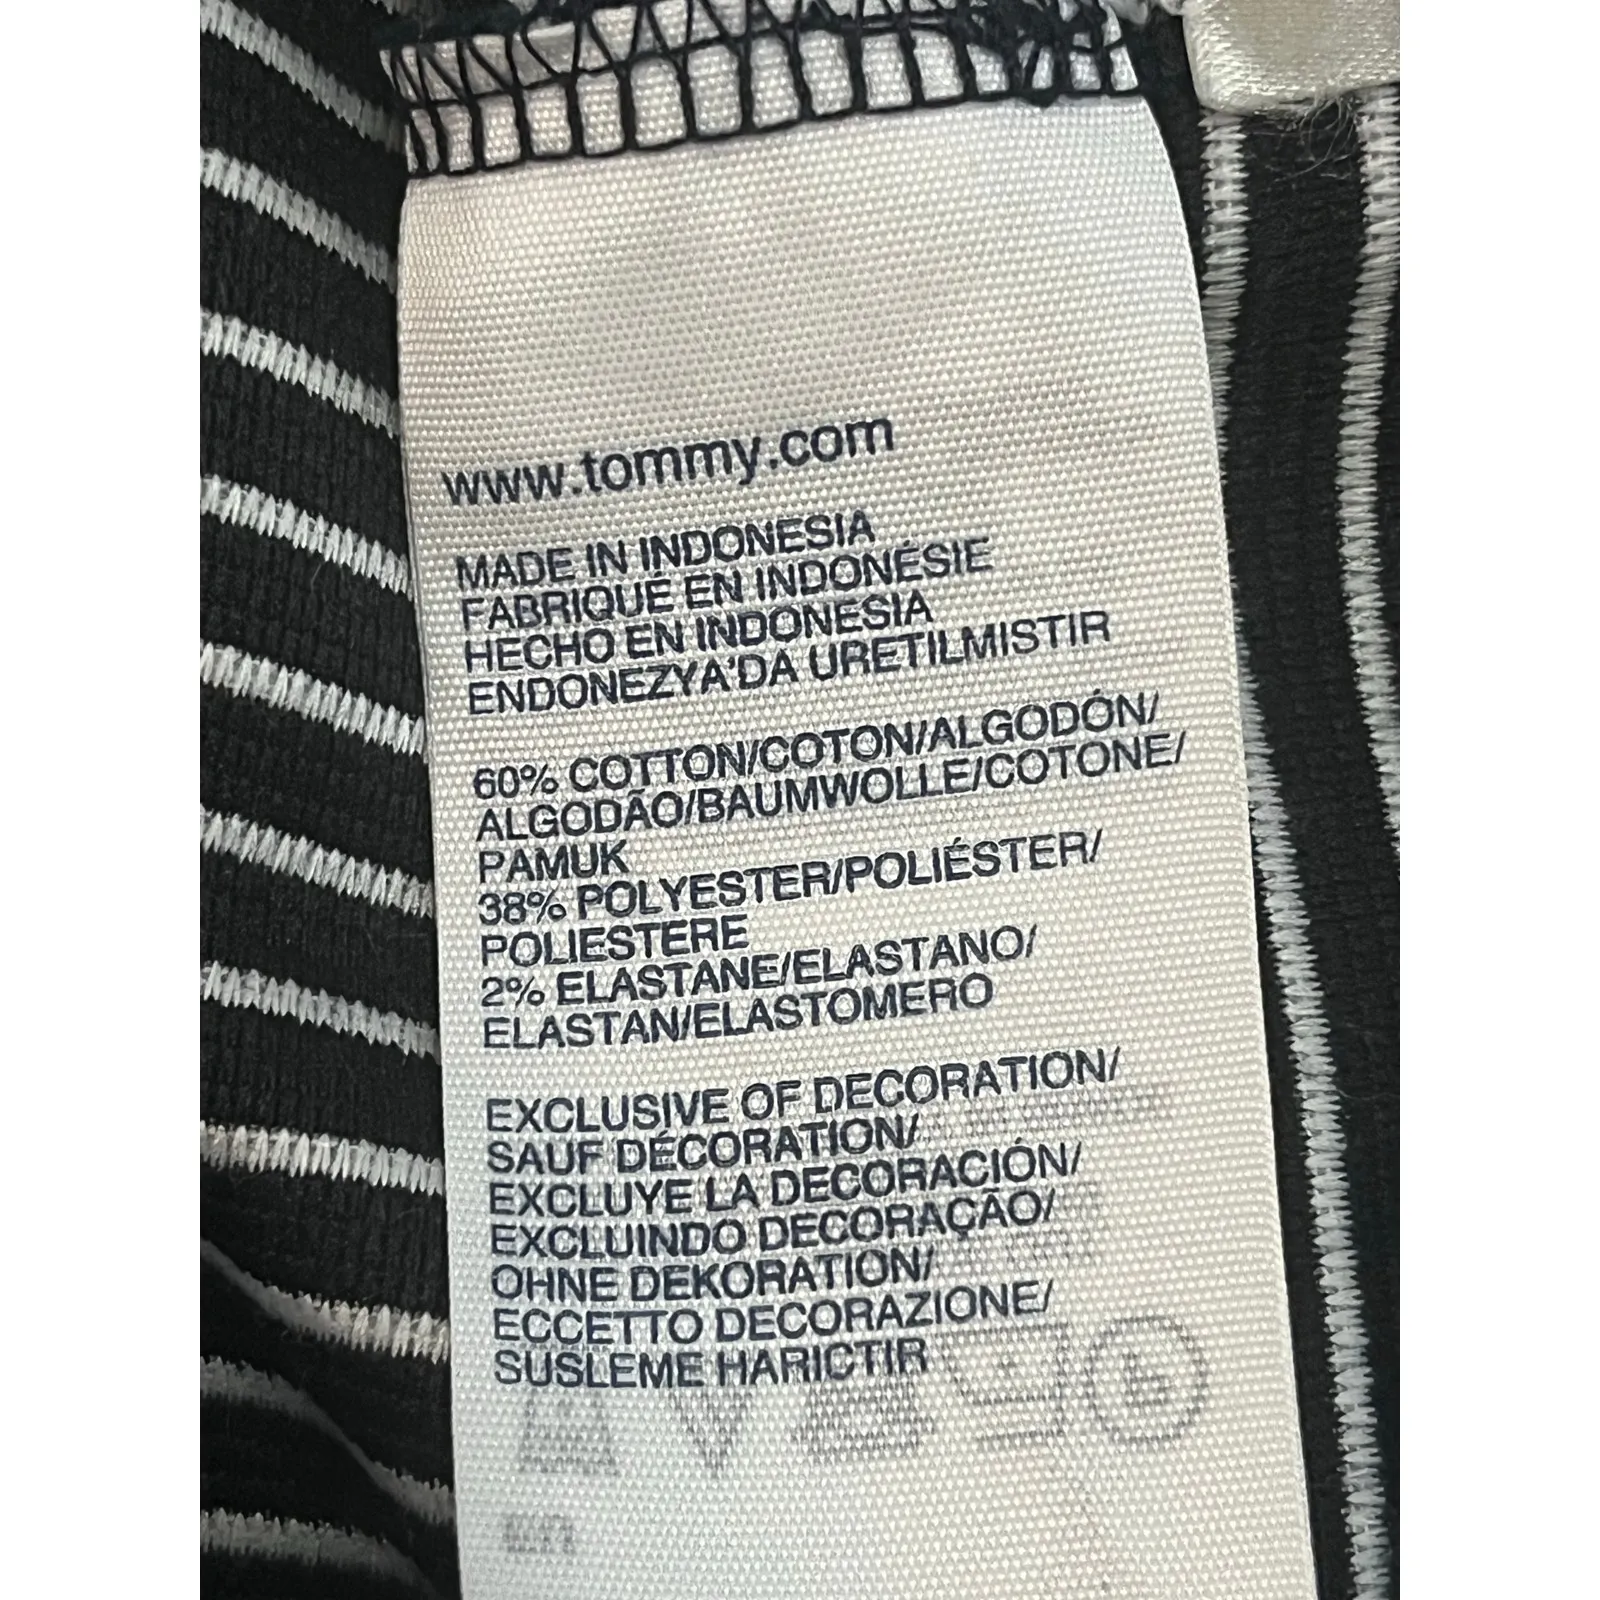 www.tommy.com
MADE IN INDONESIA
FABRIQUE EN INDONÉSIE
HECHO EN INDONESIA
ENDONEZYA'DA URETILMISTIR
60% COTTON/COTON/ALGODÓN/
ALGODÃO/BAUMWOLLE/COTONE/
PAMUK
38% POLYESTER/POLIÉSTER/
POLIESTERE
2% ELASTANE/ELASTANO/
ELASTAN/ELASTOMERO
EXCLUSIVE OF DECORATION/
SAUF DÉCORATION/
EXCLUYE LA DECORACIÓN/
EXCLUINDO DECORAÇÃO/
OHNE DEKORATION/
ECCETTO DECORAZIONE/
SUSLEME HARICTIR